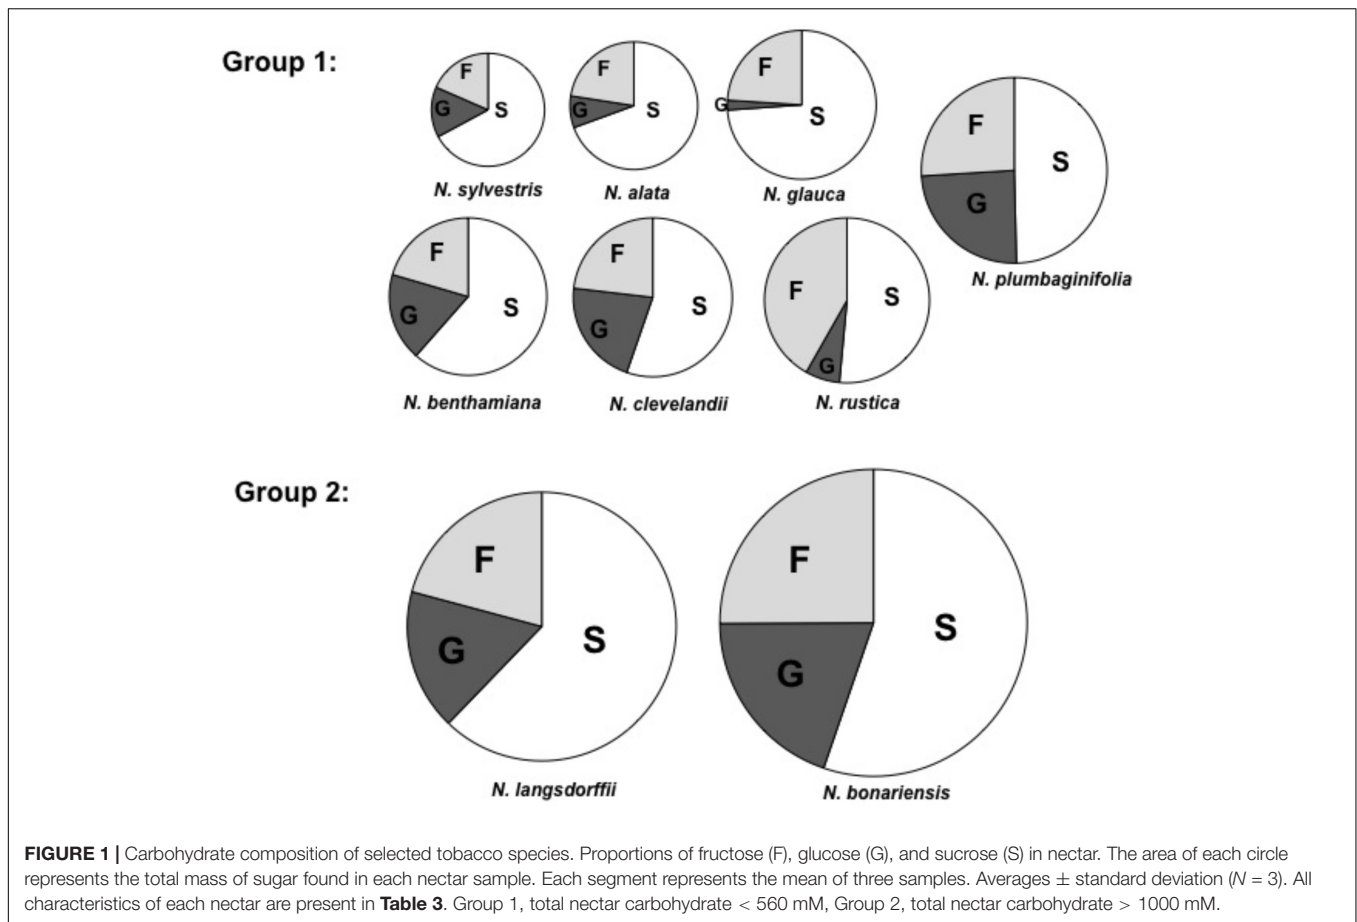 Group 1:
F
G
S
N. sylvestris
F
G
S
N. alata
F
G
S
N. glauca
F
G
S
N. plumbaginifolia
F
G
S
N. benthamiana
F
G
S
N. clevelandii
F
G
S
N. rustica
Group 2:
F
G
S
N. langsdorffii
F
G
S
N. bonariensis
FIGURE 1 | Carbohydrate composition of selected tobacco species. Proportions of fructose (F), glucose (G), and sucrose (S) in nectar. The area of each circle
represents the total mass of sugar found in each nectar sample. Each segment represents the mean of three samples. Averages ± standard deviation (N = 3). All
characteristics of each nectar are present in Table 3. Group 1, total nectar carbohydrate < 560 mM, Group 2, total nectar carbohydrate > 1000 mM.